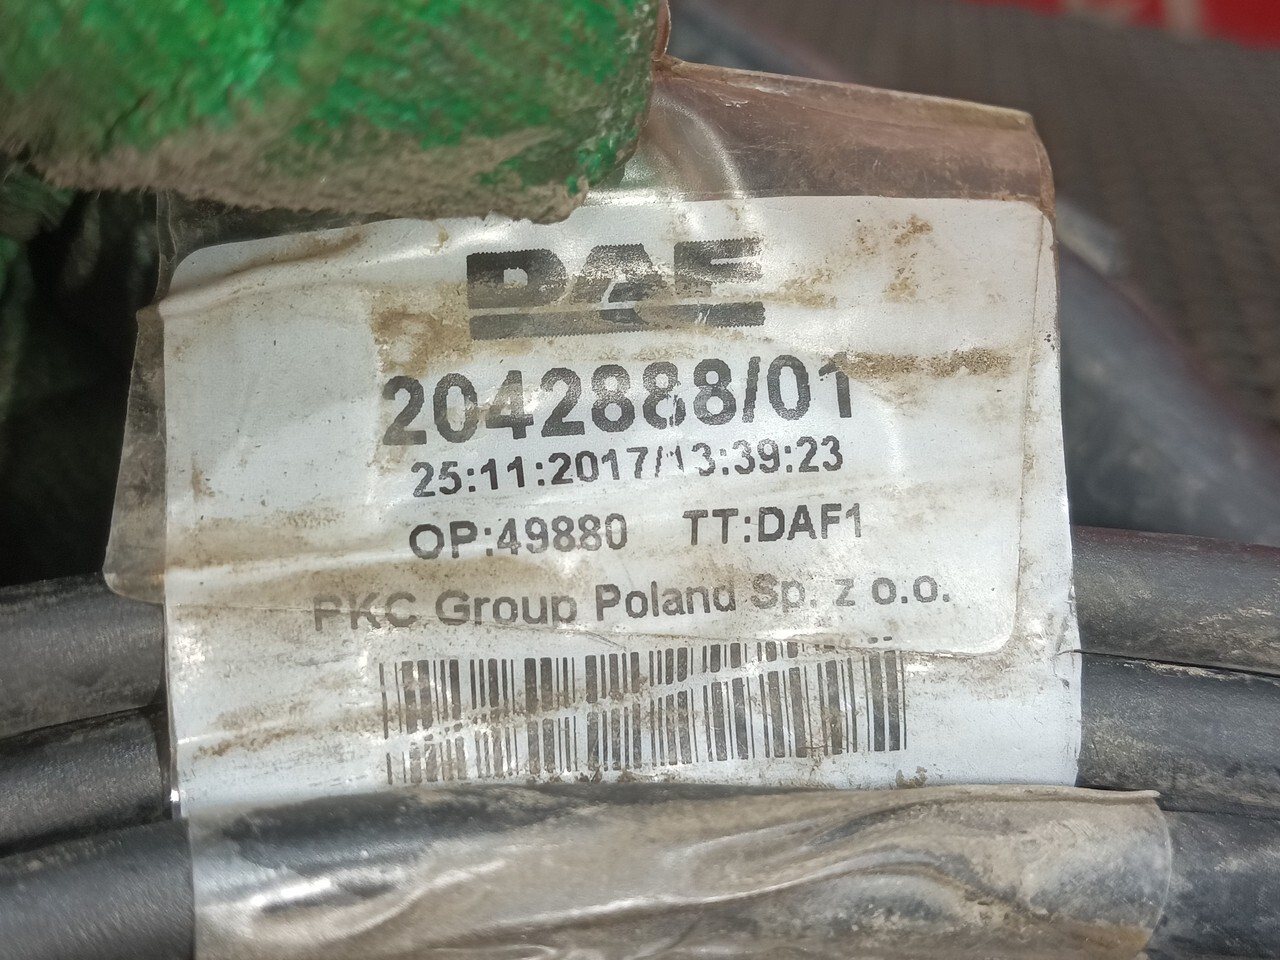 DAF
2042888/01
25:11:2017/13:39:23
OP:49880 TT:DAF1
PKC Group Poland Sp. z o.o.